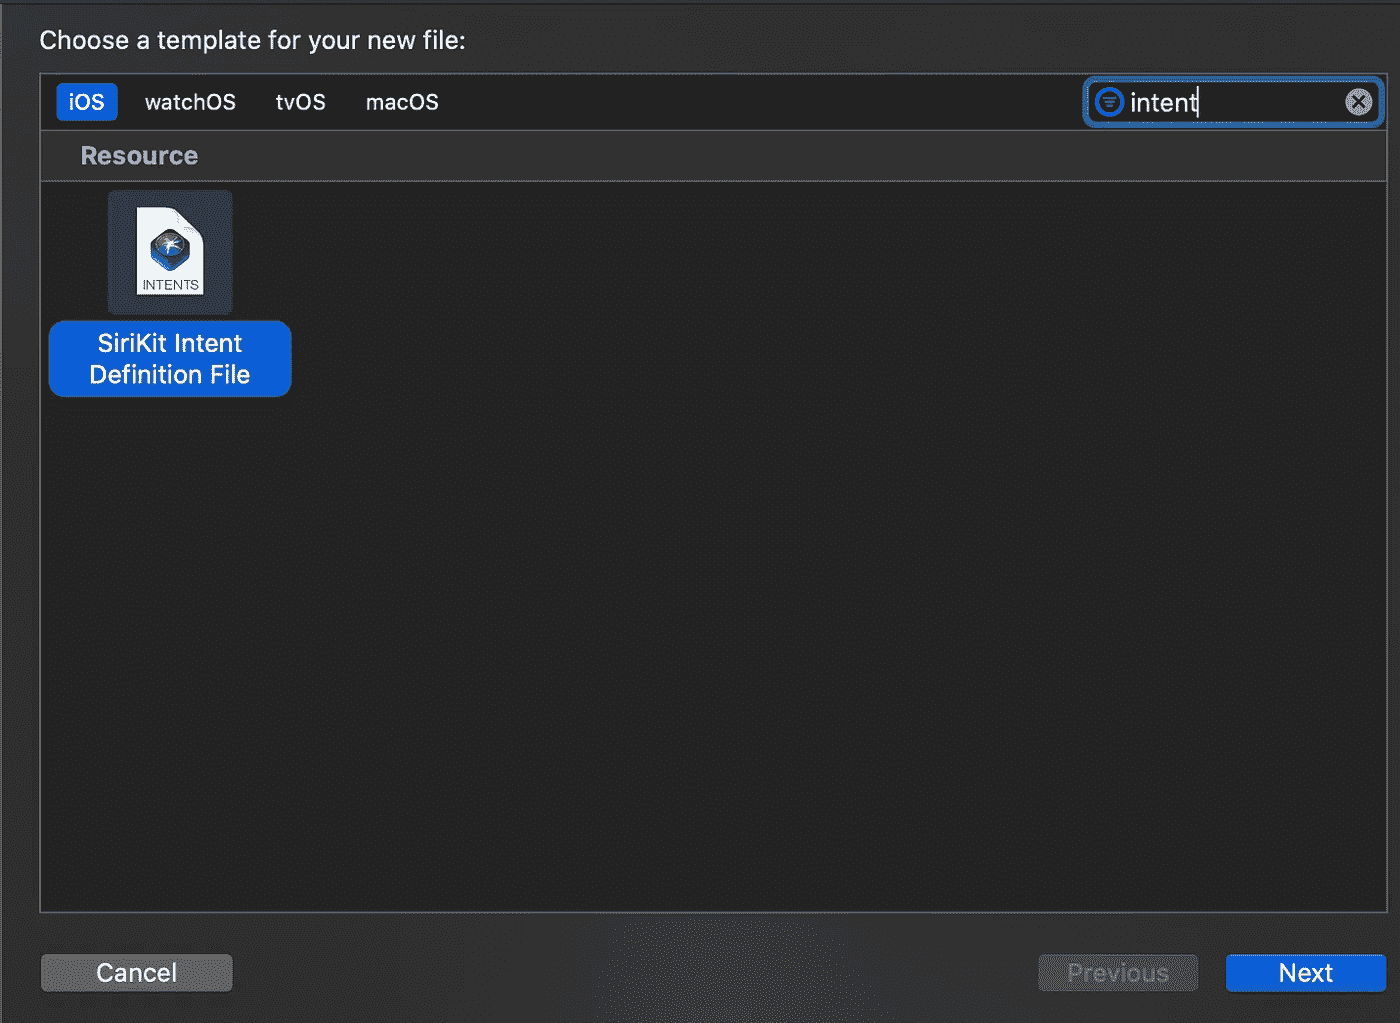 Choose a template for your new file:
iOS watchOS tvOS macOS intent
Resource
INTENTS
SiriKit Intent
Definition File
Cancel Previous Next